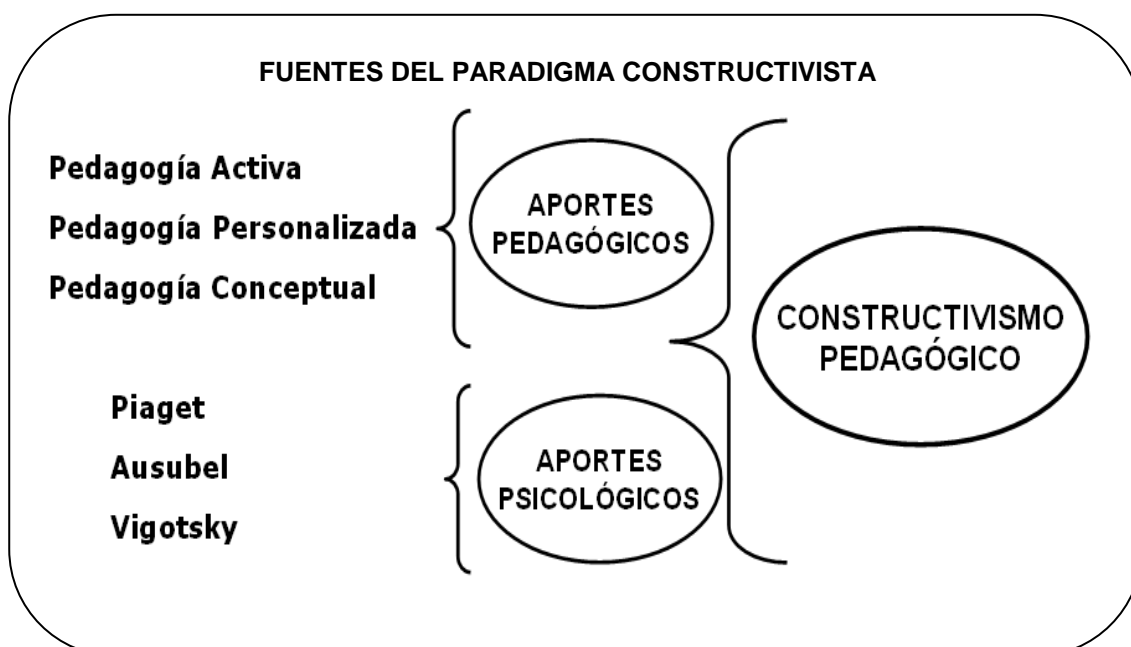 FUENTES DEL PARADIGMA CONSTRUCTIVISTA
Pedagogía Activa
Pedagogía Personalizada
Pedagogía Conceptual
APORTES
PEDAGÓGICOS
Piaget
Ausubel
Vigotsky
APORTES
PSICOLÓGICOS
CONSTRUCTIVISMO
PEDAGÓGICO